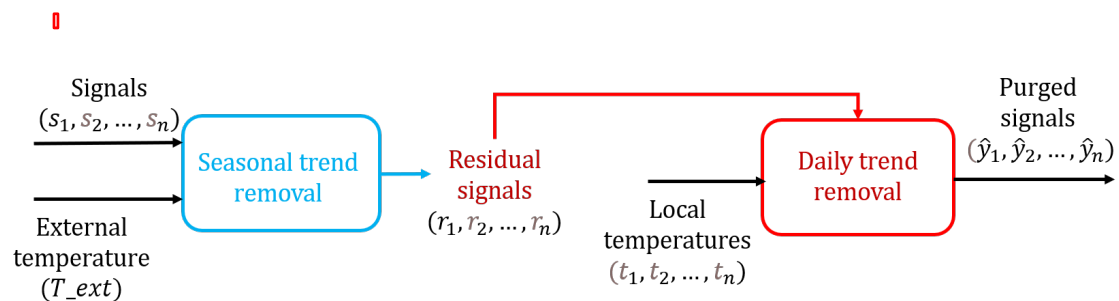 Signals
(s₁, s₂, …, sₙ)
External
temperature
(T_ext)
Seasonal trend
removal
Residual
signals
(r₁, r₂, …, rₙ)
Local
temperatures
(t₁, t₂, …, tₙ)
Daily trend
removal
Purged
signals
(ŷ₁, ŷ₂, …, ŷₙ)